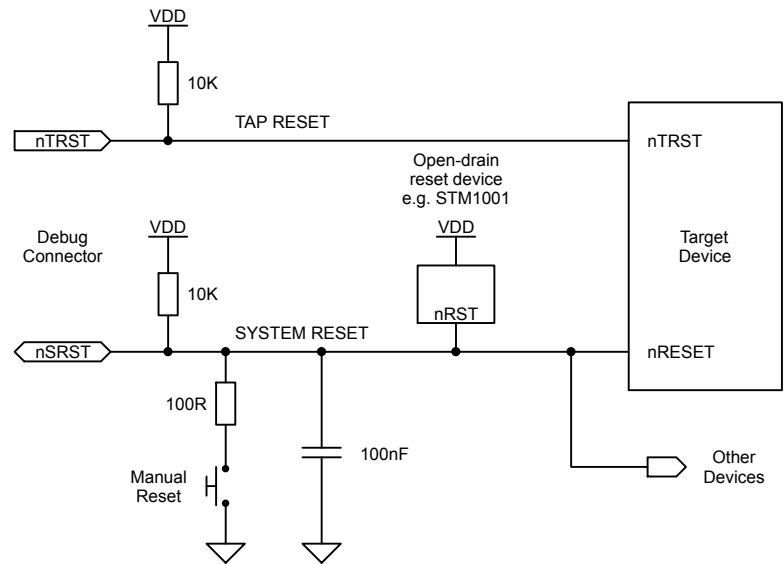 VDD
10K
TAP RESET
nTRST
nTRST
Open-drain
reset device
e.g. STM1001
Debug
Connector
VDD
VDD
Target
Device
10K
nRST
SYSTEM RESET
nSRST
nRESET
100R
100nF
Manual
Reset
Other
Devices